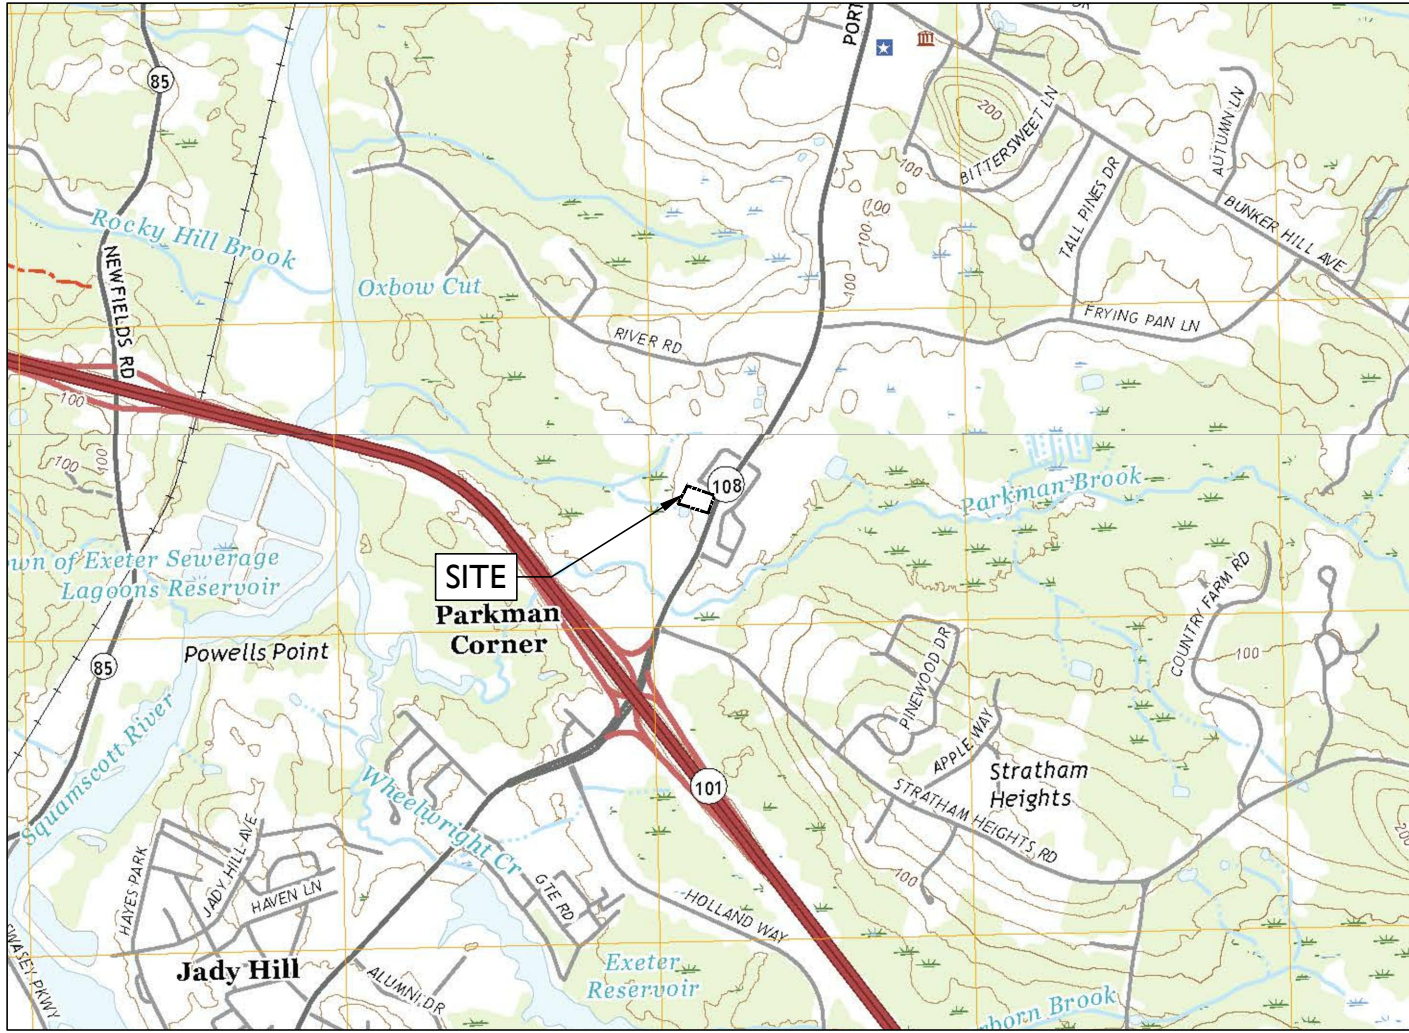 PORT
85
200
BITTERSWEET LN
AUTUMN LN
100
100
100
TALL PINES DR
BUNKER HILL AVE
Rocky Hill Brook
NEWFIELDS RD
Oxbow Cut
100
FRYING PAN LN
RIVER RD
100
100
100
108
Parkman Brook
SITE
wn of Exeter Sewerage
Lagoons Reservoir
Parkman
Corner
COUNTRY FARM RD
Powells Point
85
100
PINEWOOD DR
APPLE WAY
Squamscott River
Wheelwright Cr
101
Stratham
Heights
STRATHAM HEIGHTS RD
200
100
HAYES PARK
JADY HILL AVE
HAVEN LN
GTE RD
HOLLAND WAY
WASEY PKWY
Jady Hill
ALUMNI DR
Exeter
Reservoir
born Brook